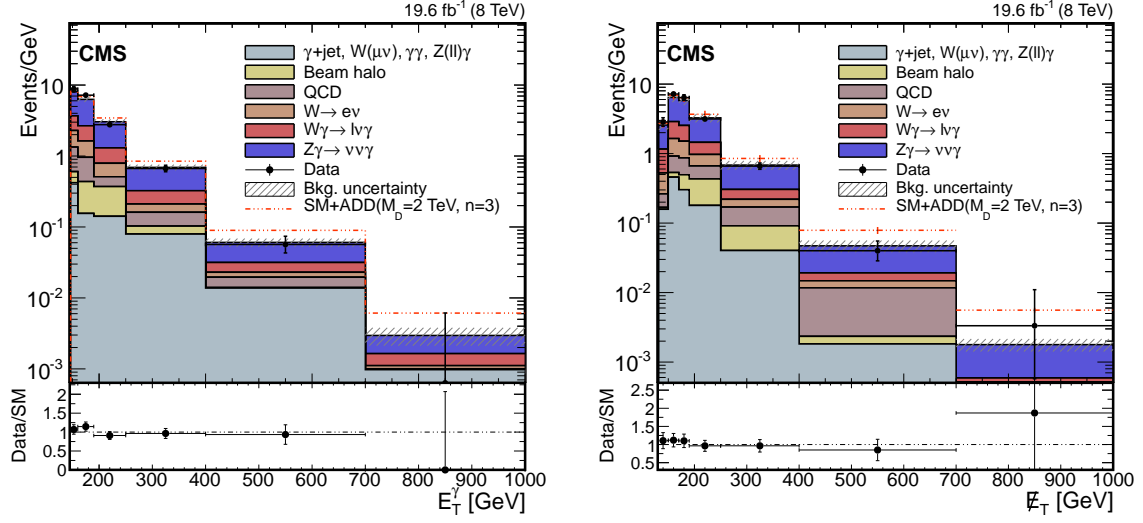 19.6 fb⁻¹ (8 TeV)
CMS
Events/GeV
10
1
10⁻¹
10⁻²
10⁻³
γ+jet, W(μν), γγ, Z(ll)γ
Beam halo
QCD
W→ eν
Wγ→ lνγ
Zγ→ ννγ
Data
Bkg. uncertainty
SM+ADD(M_D=2 TeV, n=3)
Data/SM
2
1.5
1
0.5
0
200 300 400 500 600 700 800 900 1000
E_T^γ [GeV]
19.6 fb⁻¹ (8 TeV)
CMS
Events/GeV
10
1
10⁻¹
10⁻²
10⁻³
γ+jet, W(μν), γγ, Z(ll)γ
Beam halo
QCD
W→ eν
Wγ→ lνγ
Zγ→ ννγ
Data
Bkg. uncertainty
SM+ADD(M_D=2 TeV, n=3)
Data/SM
2.5
2
1.5
1
0.5
200 300 400 500 600 700 800 900 1000
E̸_T [GeV]